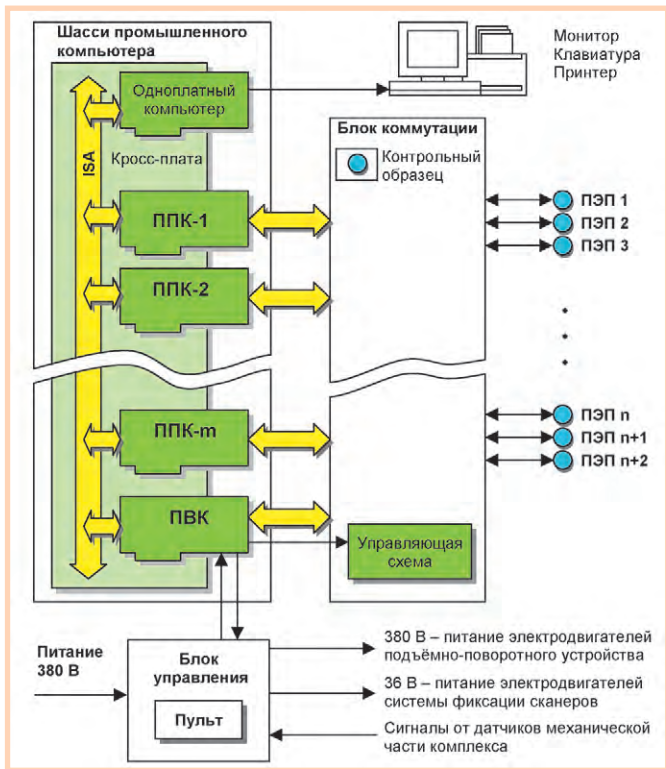 Шасси промышленного
компьютера
Монитор
Клавиатура
Принтер
Одноплатный
компьютер
ISA
Кросс-плата
Блок коммутации
Контрольный
образец
ППК-1
ПЭП 1
ПЭП 2
ПЭП 3
ППК-2
ППК-m
ПЭП n
ПЭП n+1
ПЭП n+2
ПВК
Управляющая
схема
Питание
380 В
Блок
управления
Пульт
380 В – питание электродвигателей
подъёмно-поворотного устройства
36 В – питание электродвигателей
системы фиксации сканеров
Сигналы от датчиков механической
части комплекса